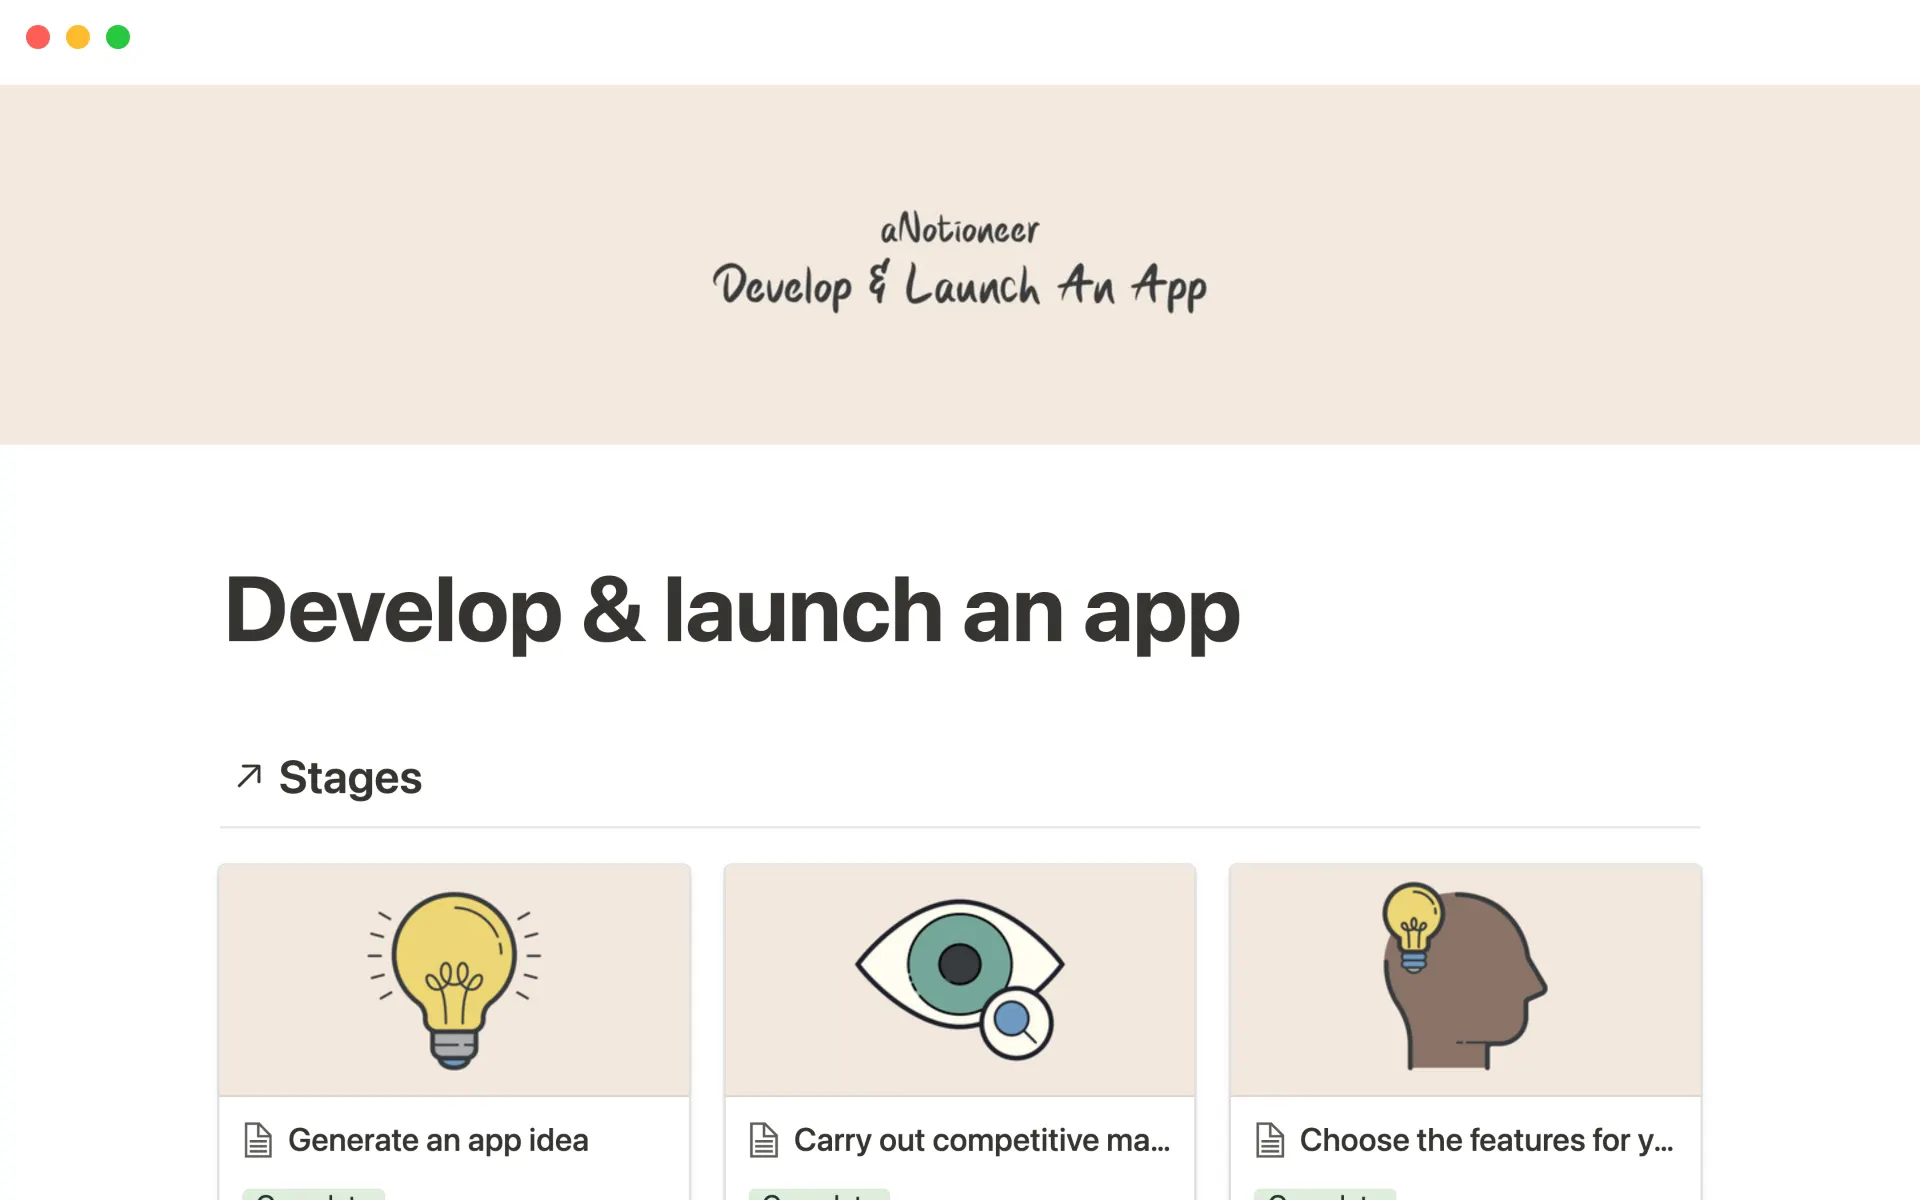 aNotioneer
Develop & Launch An App
Develop & launch an app
Stages
Generate an app idea
Carry out competitive ma...
Choose the features for y...